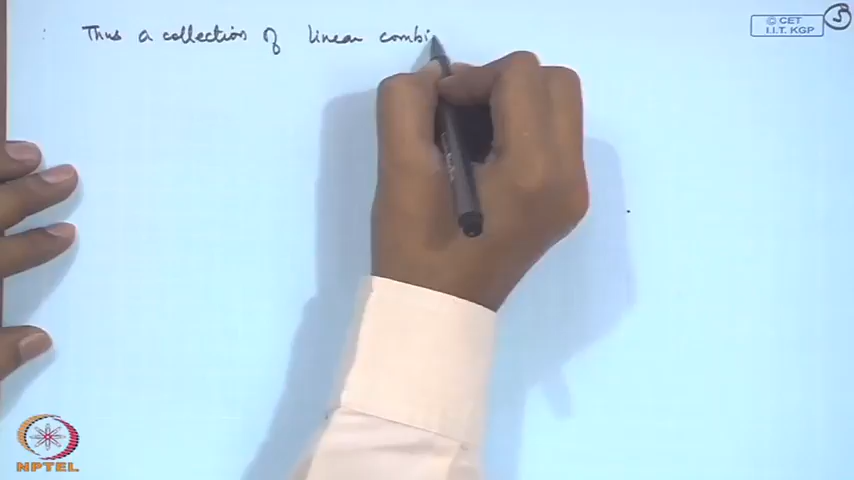 Thus a collection of linear combi
© CET
I.I.T. KGP
5
NPTEL